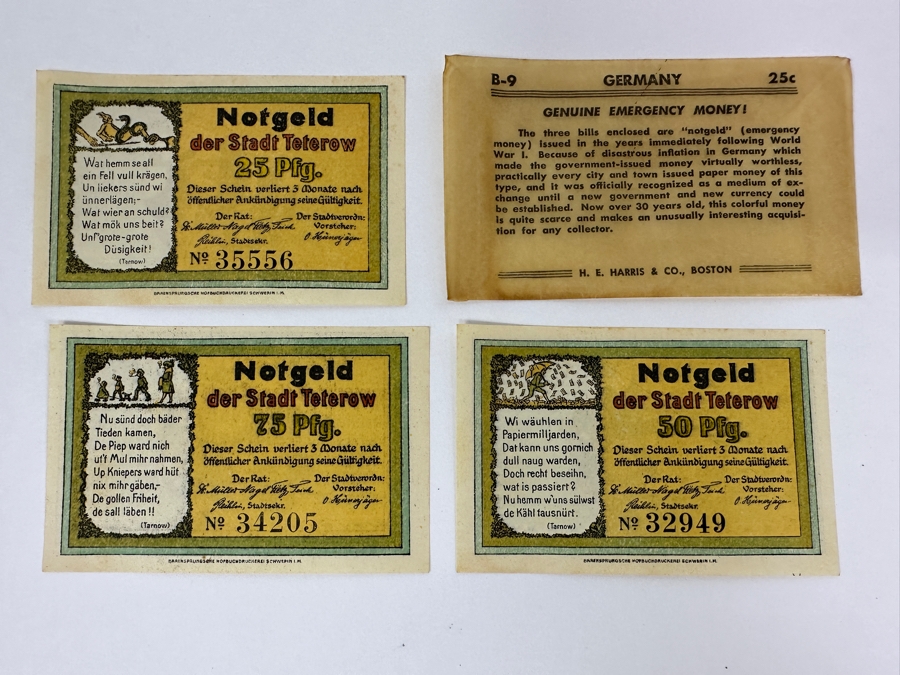 Notgeld
der Stadt Teterow
25 Pfg.
Dieser Schein verliert 3 Monate nach
öffentlicher Ankündigung seine Gültigkeit.
Der Rat:
Der Stadtverordn:
Vorsteher:
Stadtsekr.
№ 35556
Wat hemm se all
ein Fell vull krägen,
Un liekers sünd wi
ünnerlägen;-
Wat wier an schuld?
Wat mök uns beit?
Uns' grote-grote
Düsigkeit!
(Tarnow)
BÄRENSPRUNGSCHE HOFBUCHDRUCKEREI SCHWERIN I.M.
B-9 GERMANY 25c
GENUINE EMERGENCY MONEY!
The three bills enclosed are "notgeld" (emergency
money) issued in the years immediately following World
War I. Because of disastrous inflation in Germany which
made the government-issued money virtually worthless,
practically every city and town issued paper money of this
type, and it was officially recognized as a medium of ex-
change until a new government and new currency could
be established. Now over 30 years old, this colorful money
is quite scarce and makes an unusually interesting acquisi-
tion for any collector.
H. E. HARRIS & CO., BOSTON
Notgeld
der Stadt Teterow
75 Pfg.
Dieser Schein verliert 3 Monate nach
öffentlicher Ankündigung seine Gültigkeit.
Der Rat:
Der Stadtverordn:
Vorsteher:
Stadtsekr.
№ 34205
Nu sünd doch bäder
Tieden kamen,
De Piep ward nich
ut'f Mul mihr nahmen,
Up Kniepers ward hüt
nix mihr gäben,-
De gollen Friheit,
de sall läben!!
(Tarnow)
BÄRENSPRUNGSCHE HOFBUCHDRUCKEREI SCHWERIN I.M.
Notgeld
der Stadt Teterow
50 Pfg.
Dieser Schein verliert 3 Monate nach
öffentlicher Ankündigung seine Gültigkeit.
Der Rat:
Der Stadtverordn:
Vorsteher:
Stadtsekr.
№ 32949
Wi wäuhlen in
Papiermilljarden,
Dat kann uns gornich
dull naug warden,
Doch recht beseihn,
wat is passiert?
Nu hemm w'uns sülwst
de Kähl tausnürt.
(Tarnow)
BÄRENSPRUNGSCHE HOFBUCHDRUCKEREI SCHWERIN I.M.